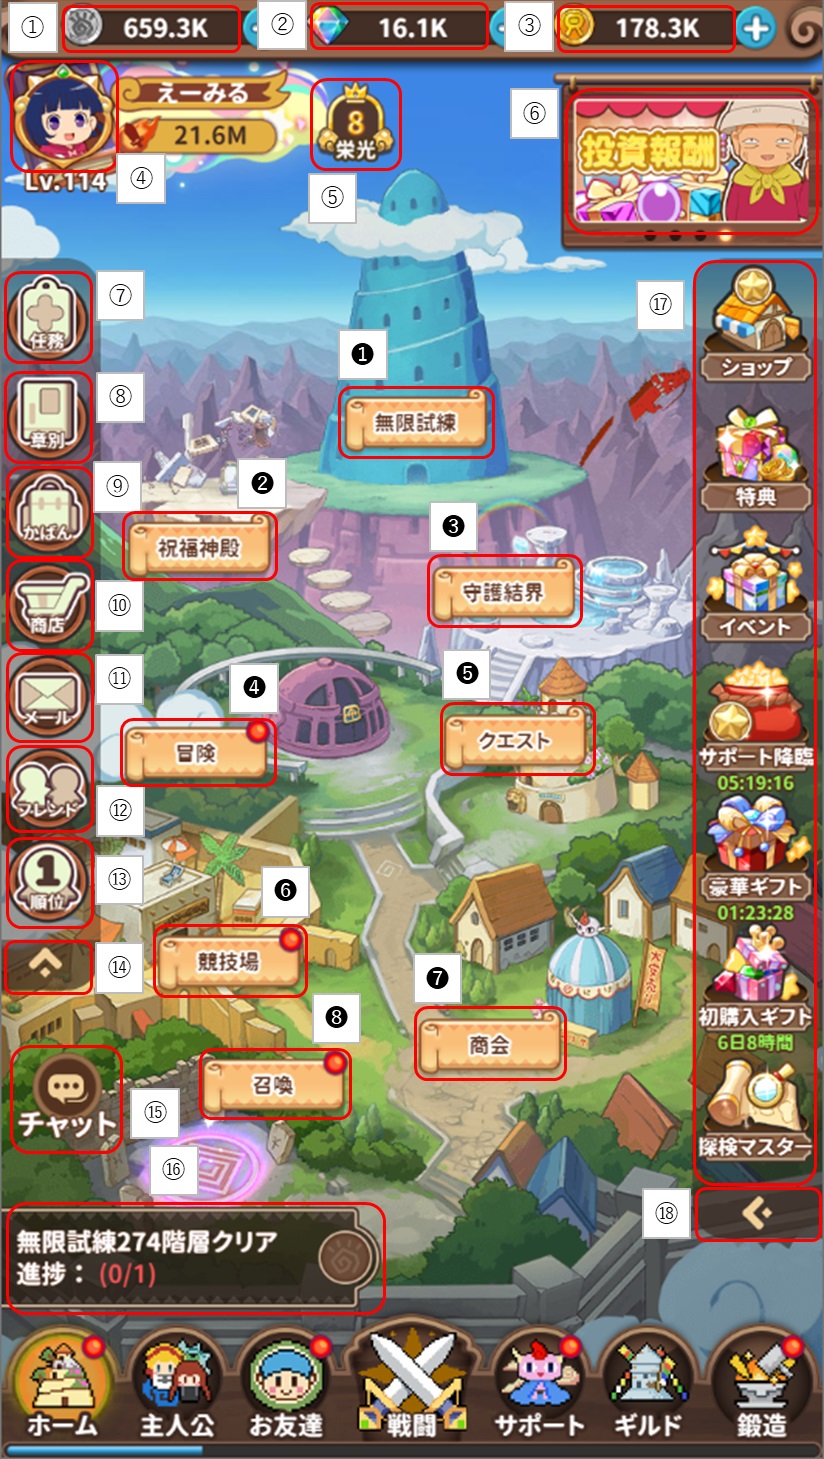 ① 659.3K ② 16.1K ③ 178.3K
えーみる
21.6M
Lv.114
④
8
栄光
⑤
⑥
投資報酬
⑦
任務
⑧
章別
⑨
かばん
⑩
商店
⑪
メール
⑫
フレンド
⑬
1
順位
⑭
⑮
チャット
⑯
❶
無限試練
❷
祝福神殿
❸
守護結界
❹
冒険
❺
クエスト
❻
競技場
❼
商会
❽
召喚
⑰
ショップ
特典
イベント
サポート降臨
05:19:16
豪華ギフト
01:23:28
初購入ギフト
6日8時間
探検マスター
⑱
無限試練274階層クリア
進捗：(0/1)
ホーム 主人公 お友達 戦闘 サポート ギルド 鍛造